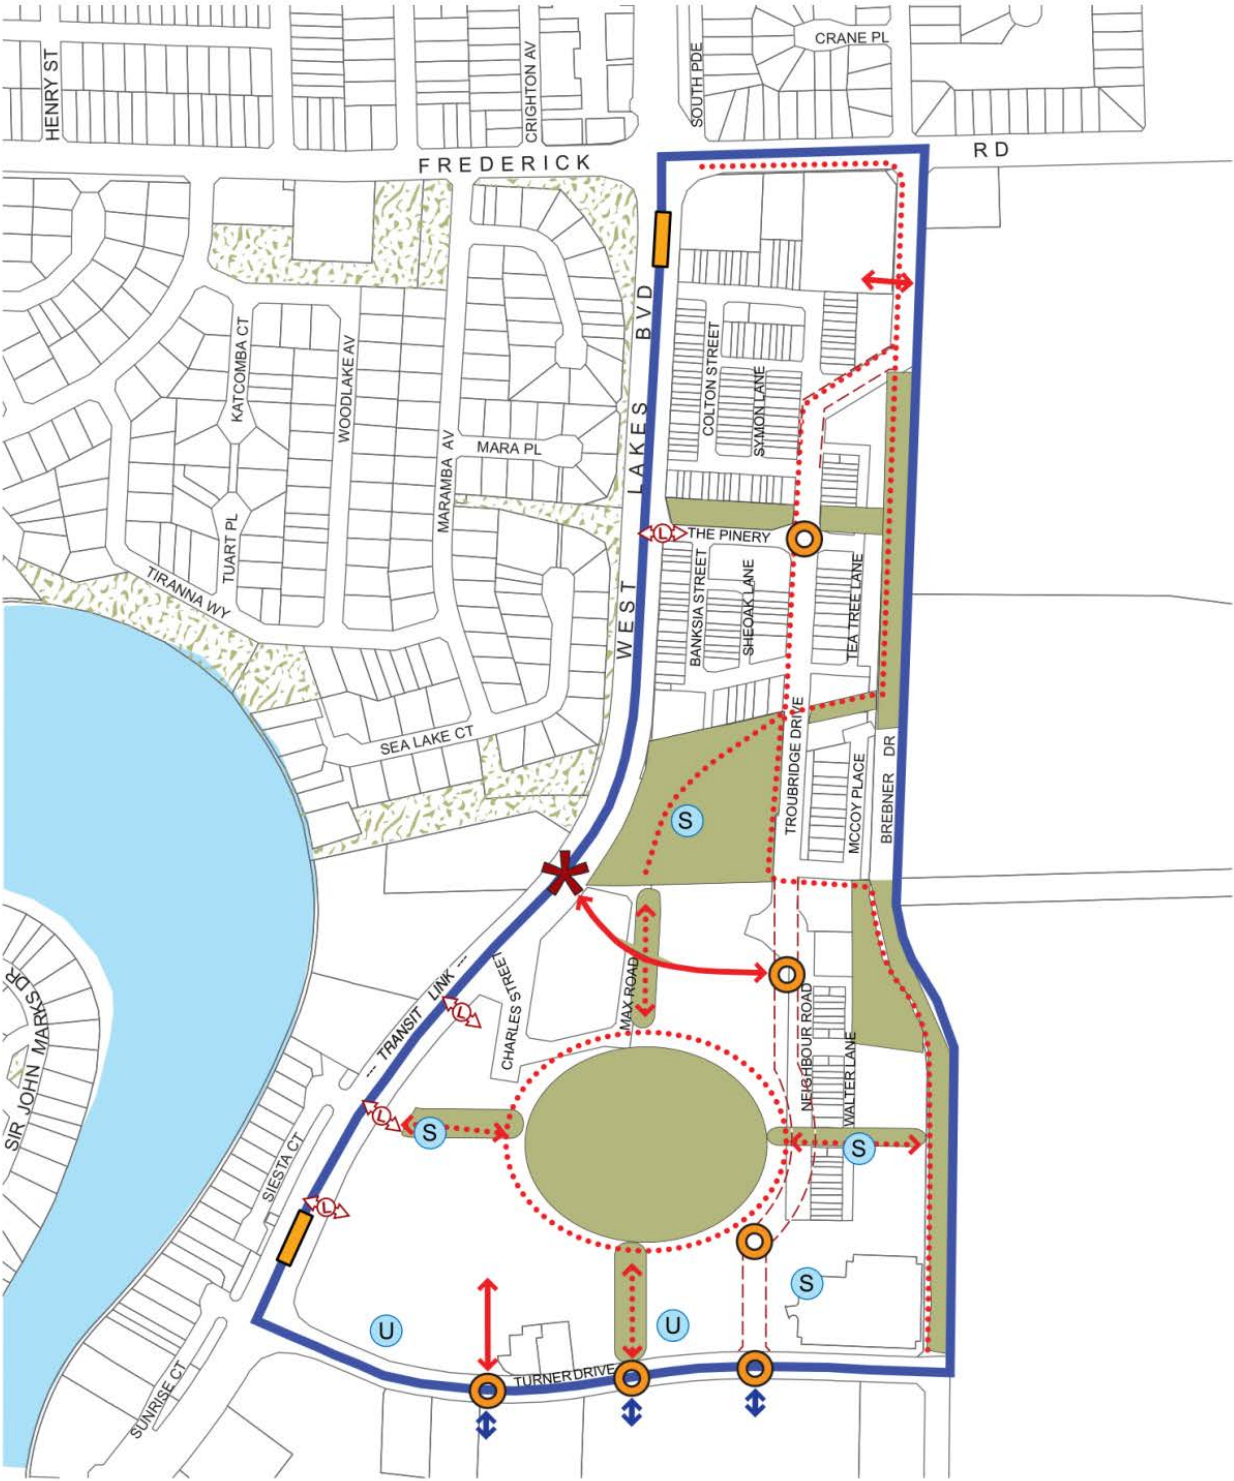 HENRY ST
CRIGHTON AV
SOUTH PDE
CRANE PL
FREDERICK
RD
KATCOMBA CT
WOODLAKE AV
MARAMBA AV
MARA PL
WEST LAKES BVD
COLTON STREET
SYMON LANE
L
THE PINERY
TUART PL
TIRANNA WY
BANKSIA STREET
SHEOAK LANE
TEA TREE LANE
SEA LAKE CT
TROUBRIDGE DRIVE
MCCOY PLACE
BREBNER DR
S
SIR JOHN MARKS DR
--- TRANSIT LINK ---
L
CHARLES STREET
MAX ROAD
NEIGHBOUR ROAD
WALTER LANE
L
S
S
SIESTA CT
L
S
U
U
TURNER DRIVE
SUNRISE CT